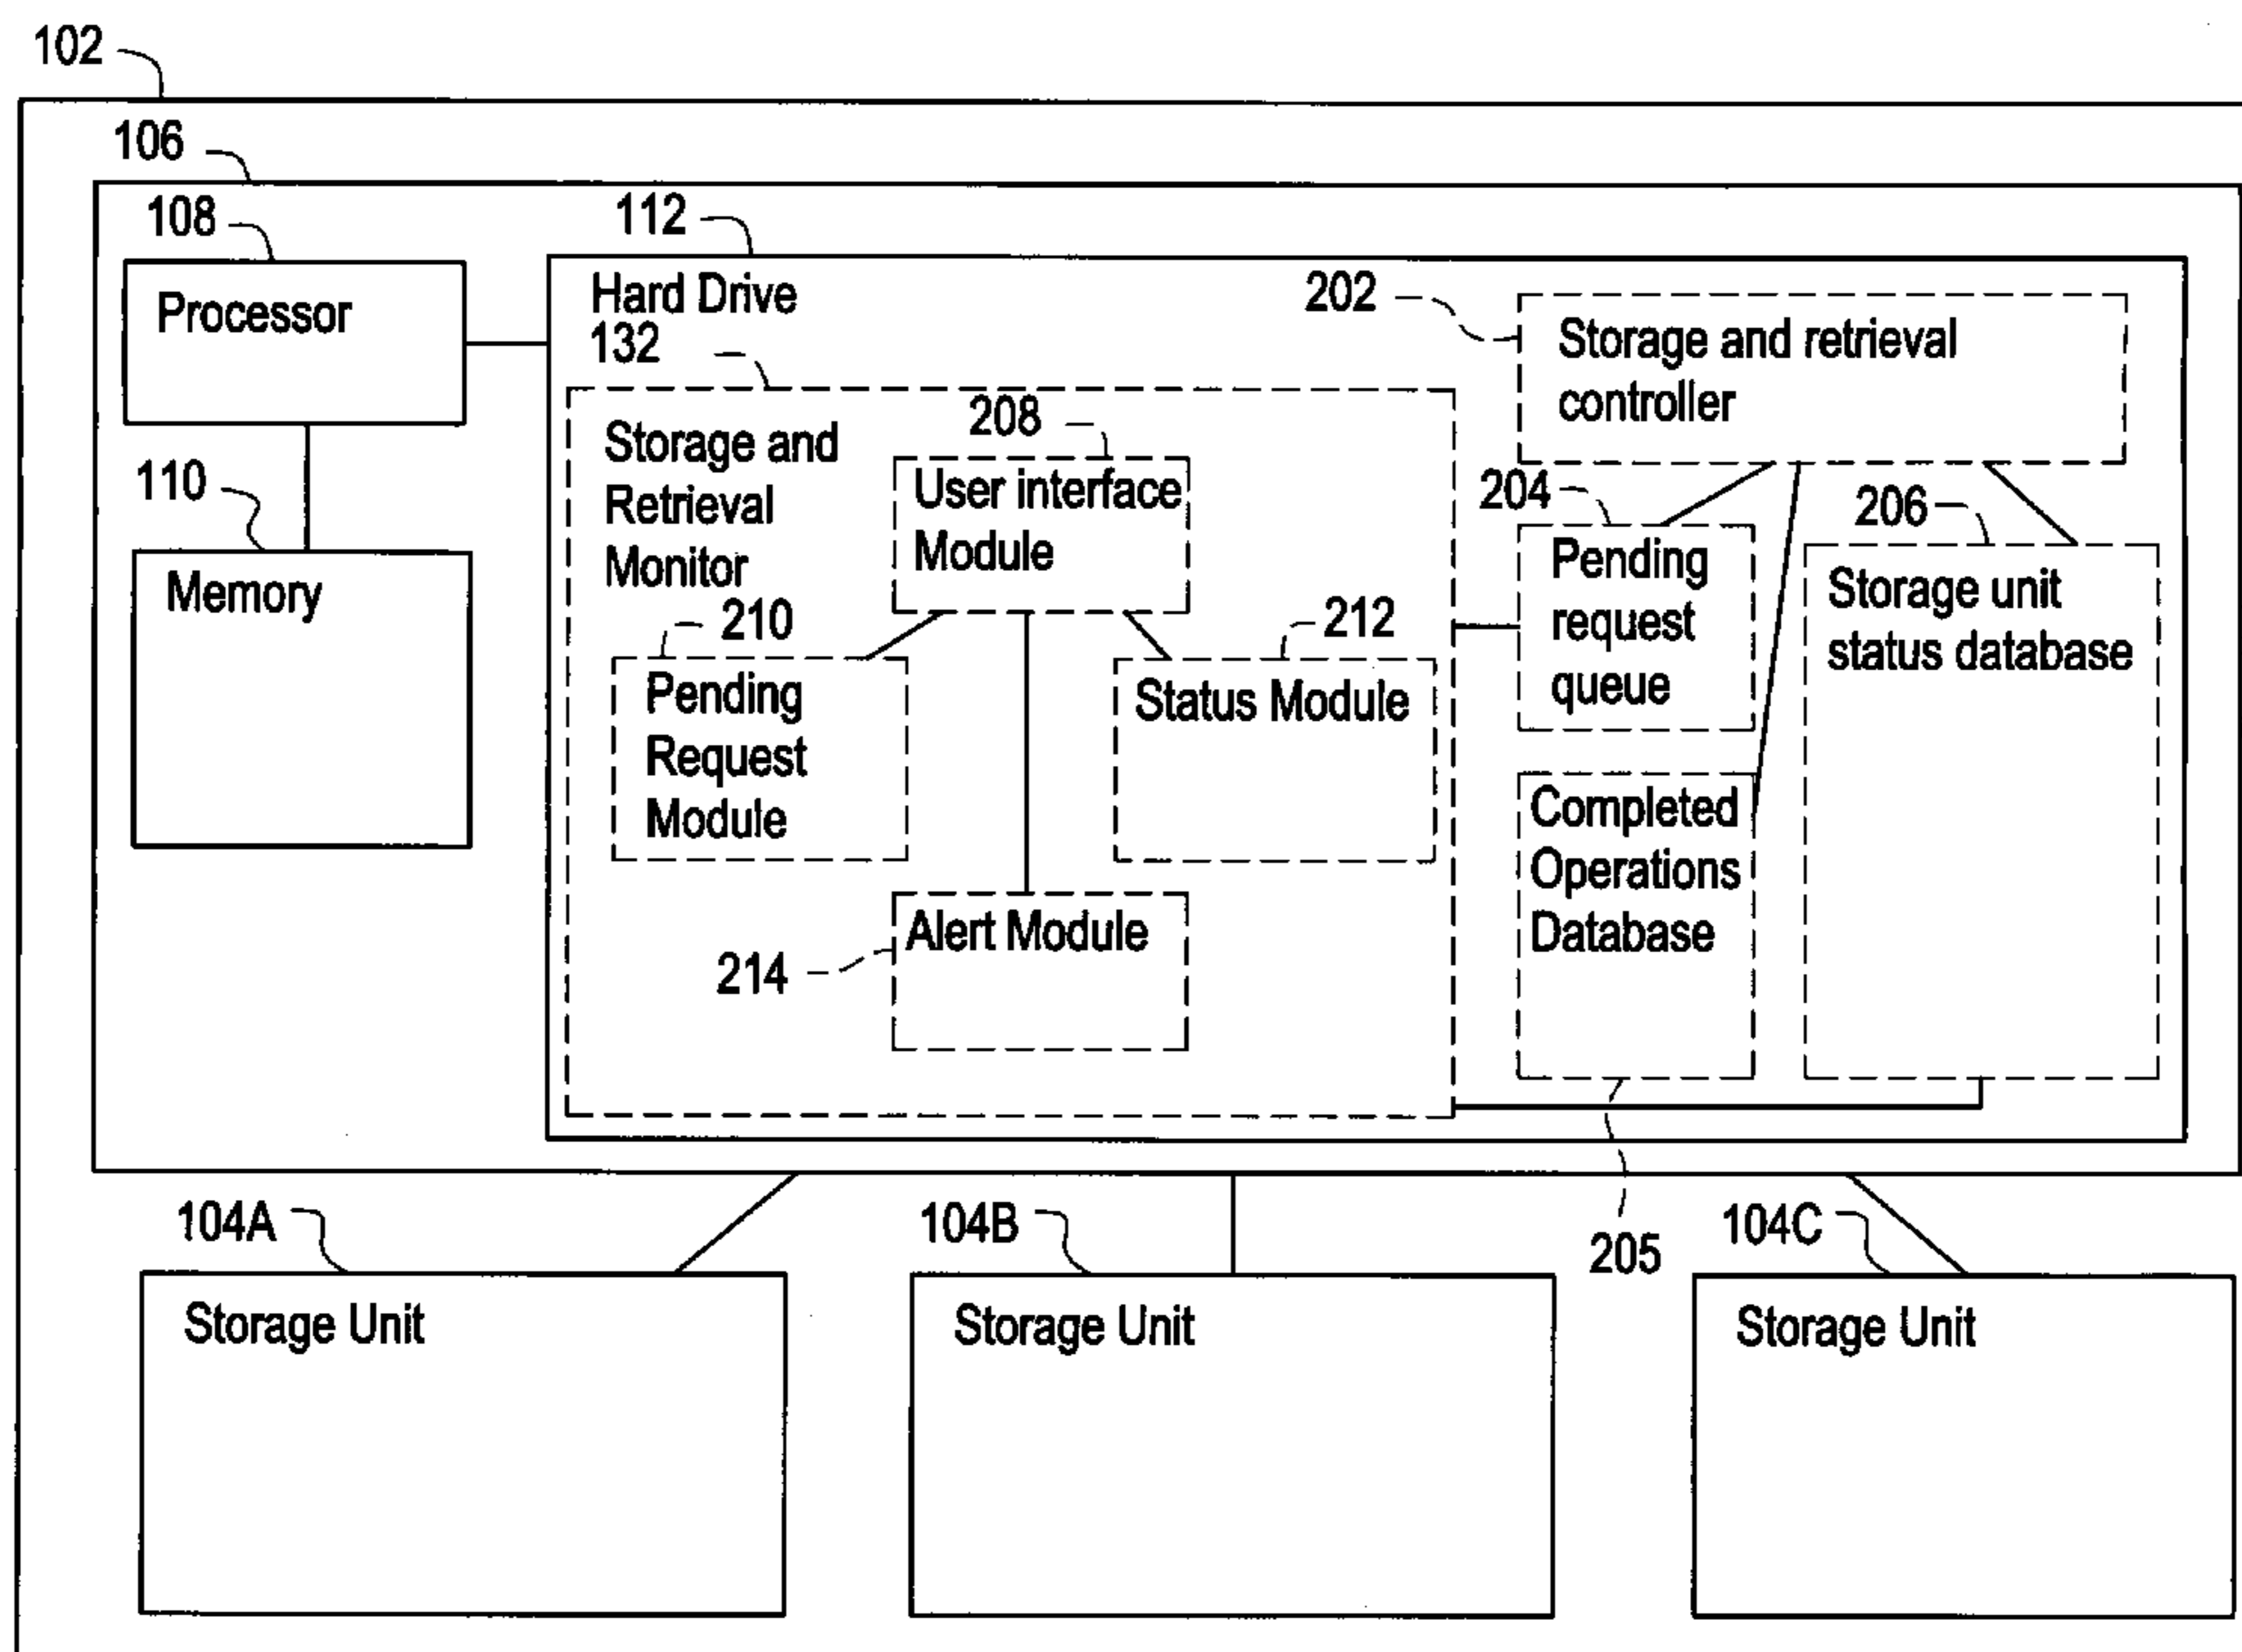 102
106
108
112
Processor
Hard Drive
132
202
Storage and retrieval
controller
Storage and
Retrieval
Monitor
208
User interface
Module
110
Memory
204
Pending
request
queue
206
Storage unit
status database
210
Pending
Request
Module
212
Status Module
Completed
Operations
Database
Alert Module
214
205
104A
Storage Unit
104B
Storage Unit
104C
Storage Unit